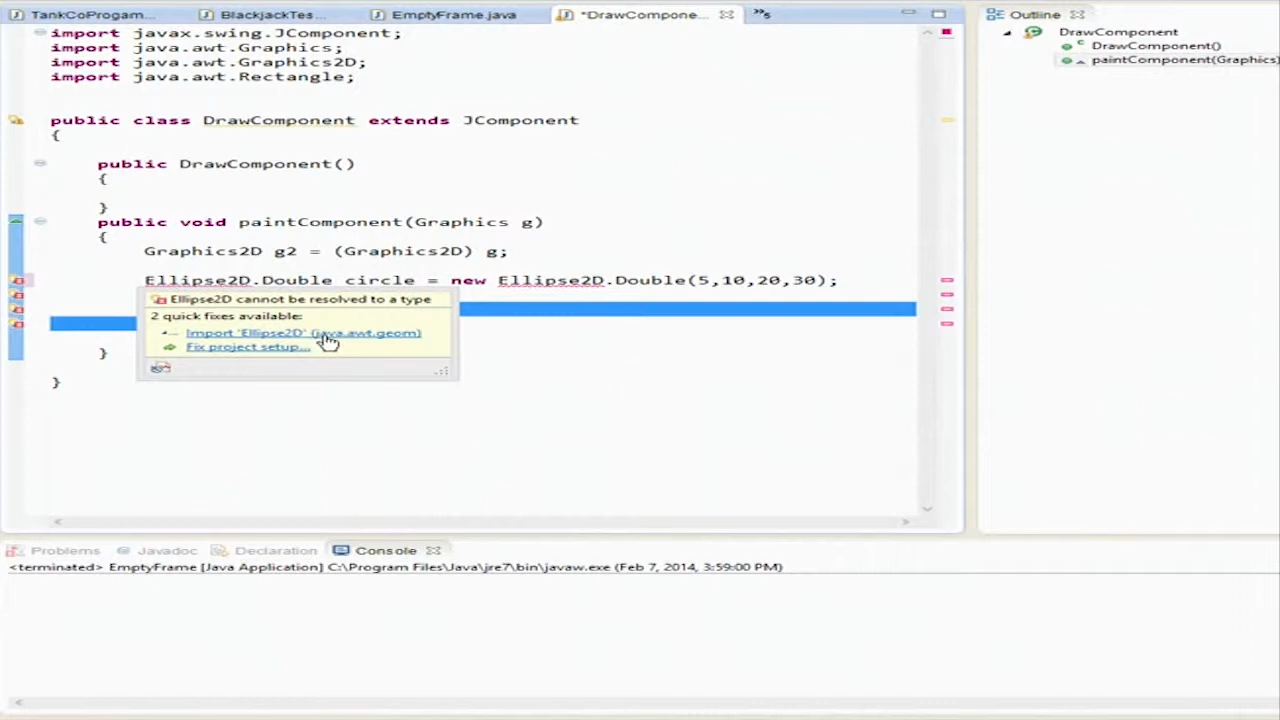 TankCoProgam... BlackjackTes... EmptyFrame.java *DrawCompone... »5 Outline
import javax.swing.JComponent;
import java.awt.Graphics;
import java.awt.Graphics2D;
import java.awt.Rectangle;
public class DrawComponent extends JComponent
{
public DrawComponent()
{
}
public void paintComponent(Graphics g)
{
Graphics2D g2 = (Graphics2D) g;
Ellipse2D.Double circle = new Ellipse2D.Double(5,10,20,30);
Ellipse2D cannot be resolved to a type
2 quick fixes available:
Import 'Ellipse2D' (java.awt.geom)
Fix project setup...
}
}
DrawComponent
DrawComponent()
paintComponent(Graphics)
Problems Javadoc Declaration Console
<terminated> EmptyFrame [Java Application] C:\Program Files\Java\jre7\bin\javaw.exe (Feb 7, 2014, 3:59:00 PM)